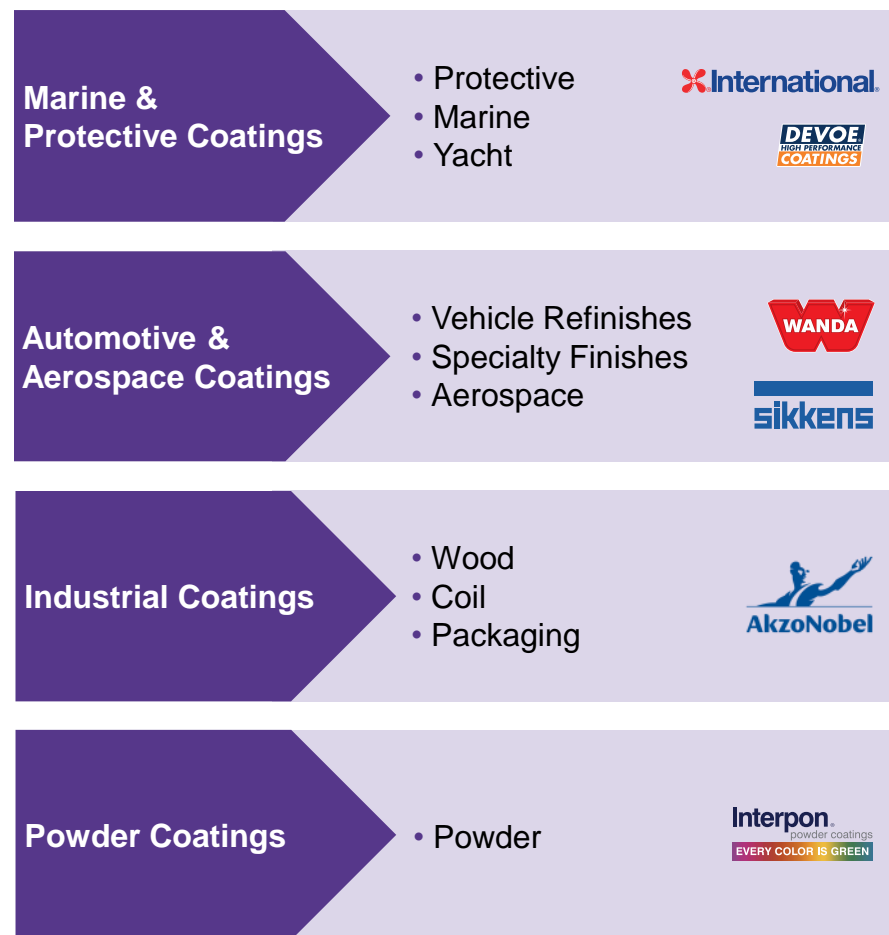 Marine &
Protective Coatings
• Protective
• Marine
• Yacht
International®
DEVOE®
HIGH PERFORMANCE
COATINGS
Automotive &
Aerospace Coatings
• Vehicle Refinishes
• Specialty Finishes
• Aerospace
WANDA
sikkens
Industrial Coatings
• Wood
• Coil
• Packaging
AkzoNobel
Powder Coatings
• Powder
Interpon.
powder coatings
EVERY COLOR IS GREEN